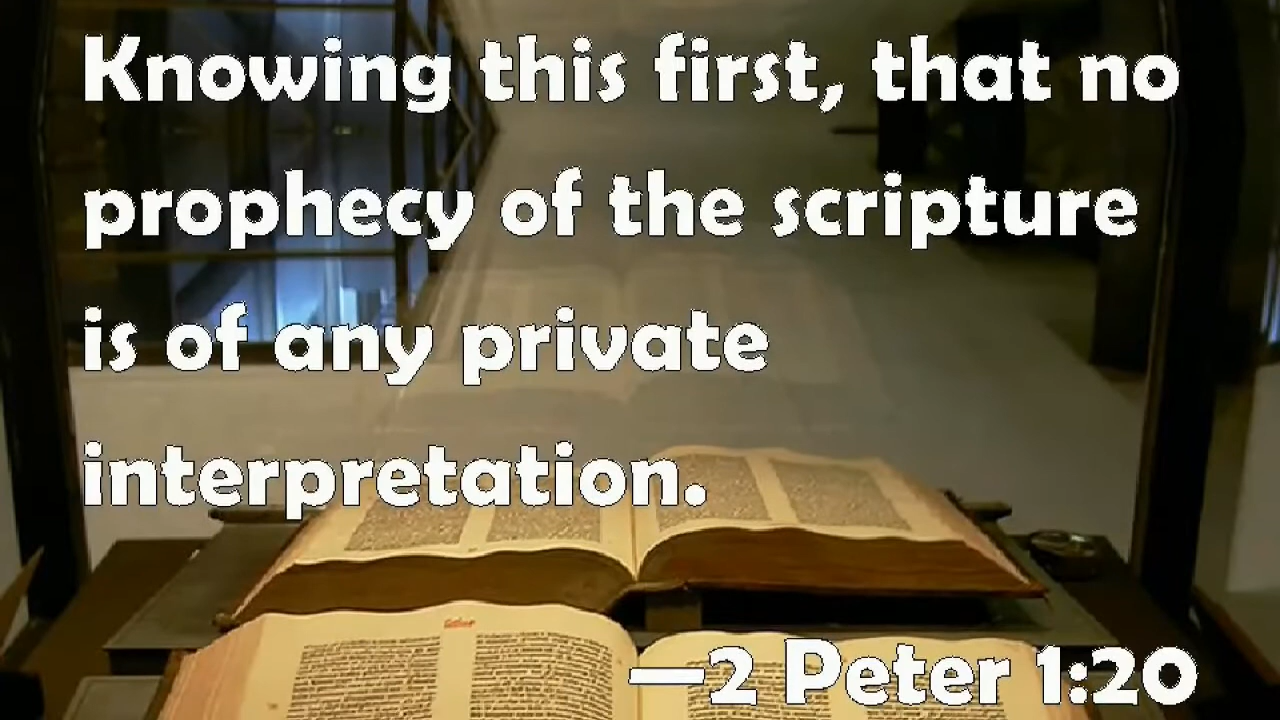 Knowing this first, that no
prophecy of the scripture
is of any private
interpretation.
—2 Peter 1:20